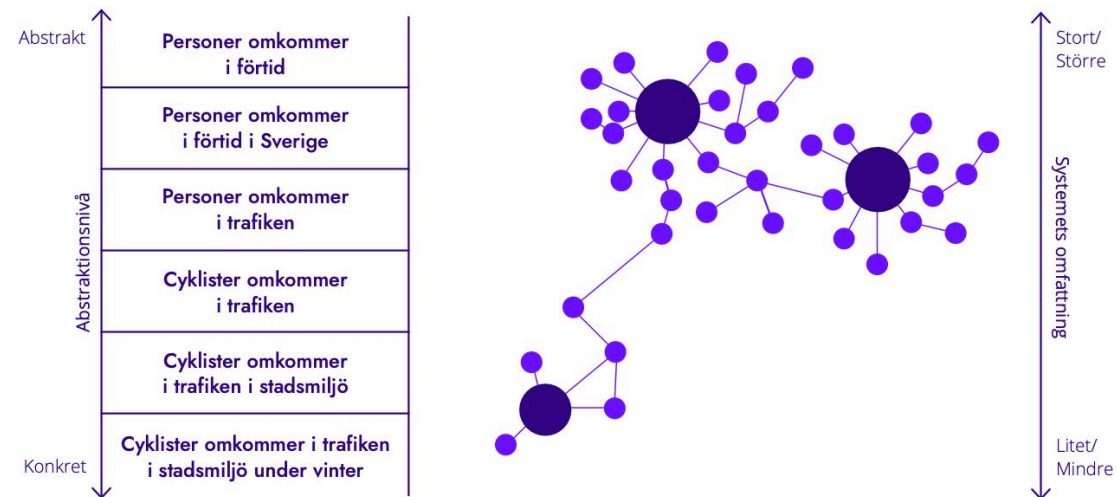 Abstrakt
Abstraktionsnivå
Konkret
Personer omkommer
i förtid
Personer omkommer
i förtid i Sverige
Personer omkommer
i trafiken
Cyklister omkommer
i trafiken
Cyklister omkommer
i trafiken i stadsmiljö
Cyklister omkommer i trafiken
i stadsmiljö under vinter
Stort/
Större
Systemets omfattning
Litet/
Mindre